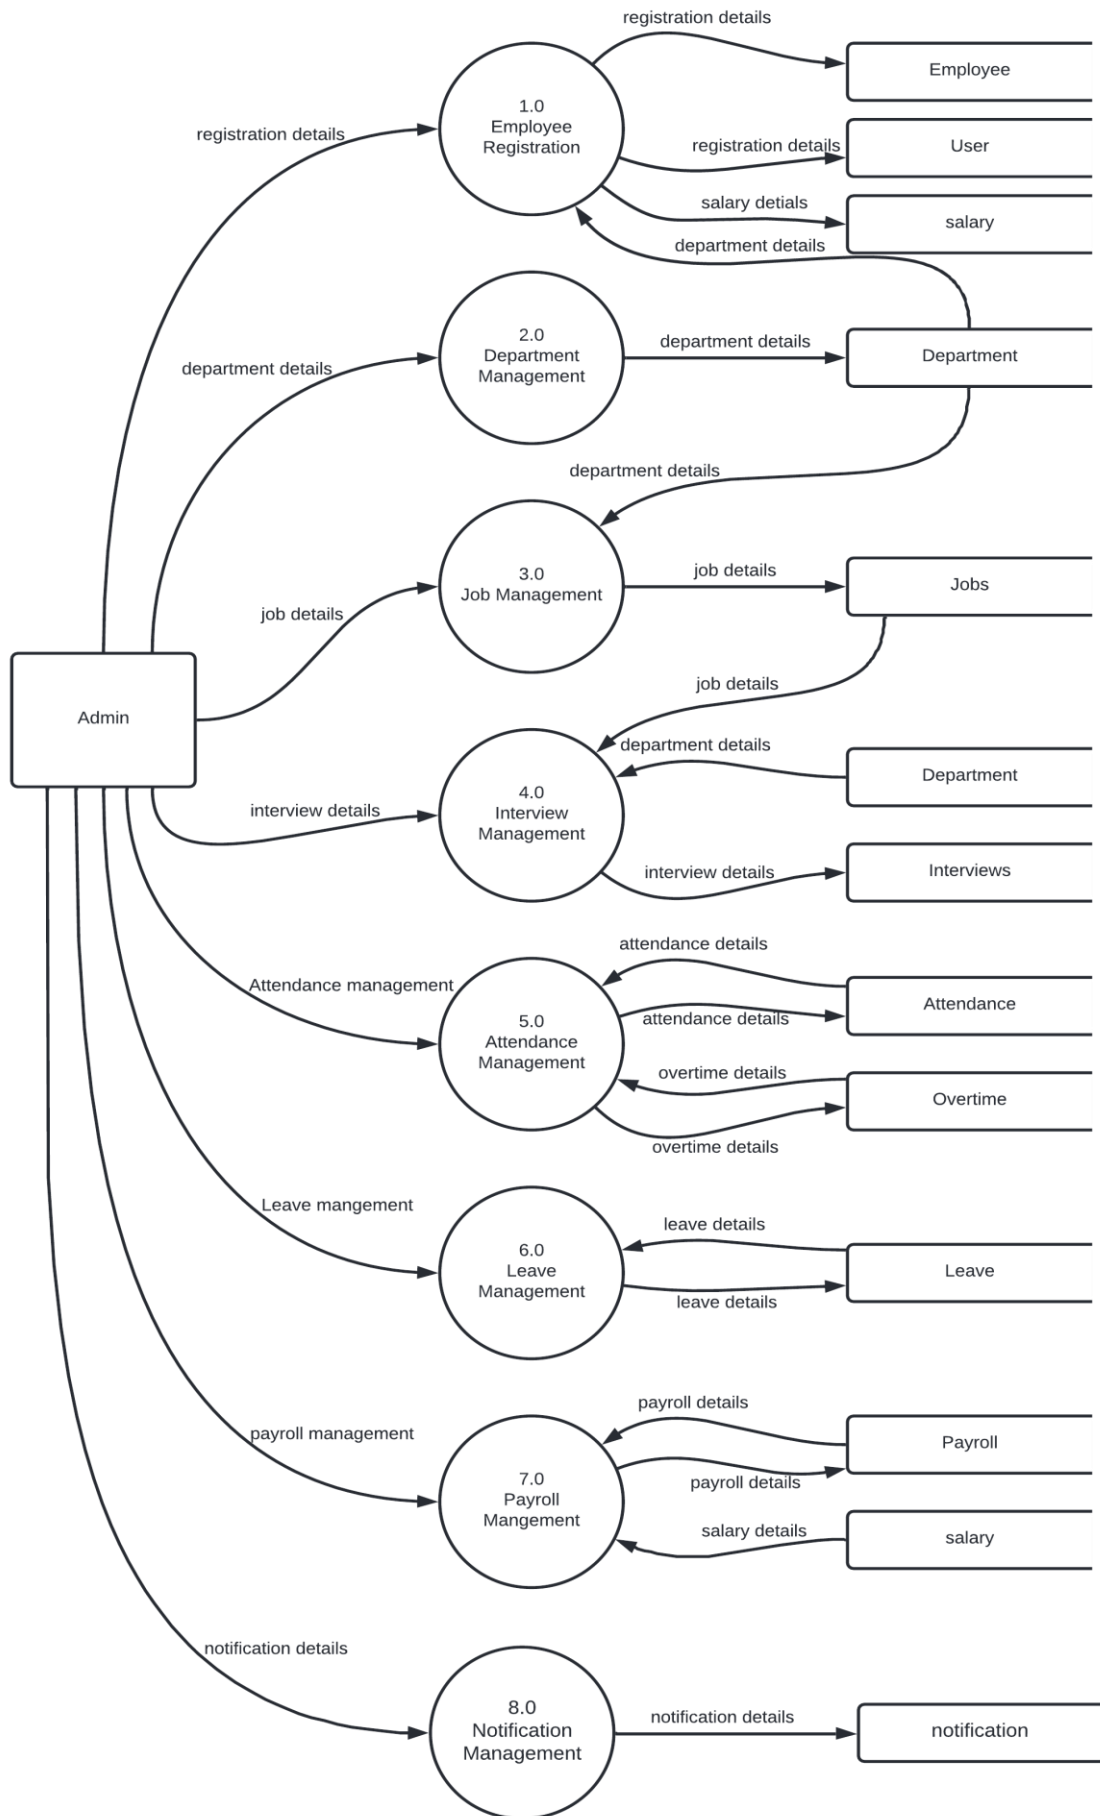 registration details
Employee
1.0
Employee
Registration
registration details
registration details
User
salary detials
salary
department details
2.0
Department
Management
department details
department details
Department
department details
3.0
Job Management
job details
job details
Jobs
job details
Admin
department details
Department
4.0
Interview
Management
interview details
interview details
Interviews
attendance details
Attendance management
5.0
Attendance
Management
attendance details
Attendance
overtime details
Overtime
overtime details
Leave mangement
leave details
6.0
Leave
Management
Leave
leave details
payroll details
payroll management
Payroll
7.0
Payroll
Mangement
payroll details
salary details
salary
notification details
8.0
Notification
Management
notification details
notification